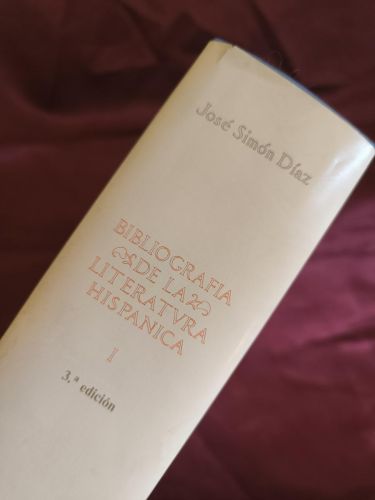 José Simón Díaz
BIBLIOGRAFIA
DE LA
LITERATVRA
HISPANICA
I
3.ª edición